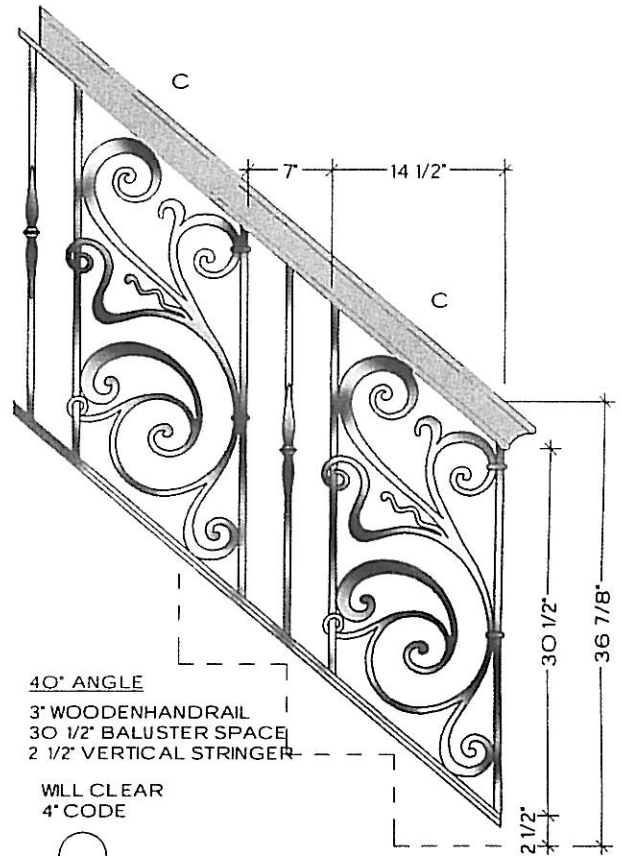 C
7"
14 1/2"
C
30 1/2"
36 7/8"
2 1/2"
40° ANGLE
3" WOODENHANDRAIL
30 1/2" BALUSTER SPACE
2 1/2" VERTICAL STRINGER
WILL CLEAR
4" CODE